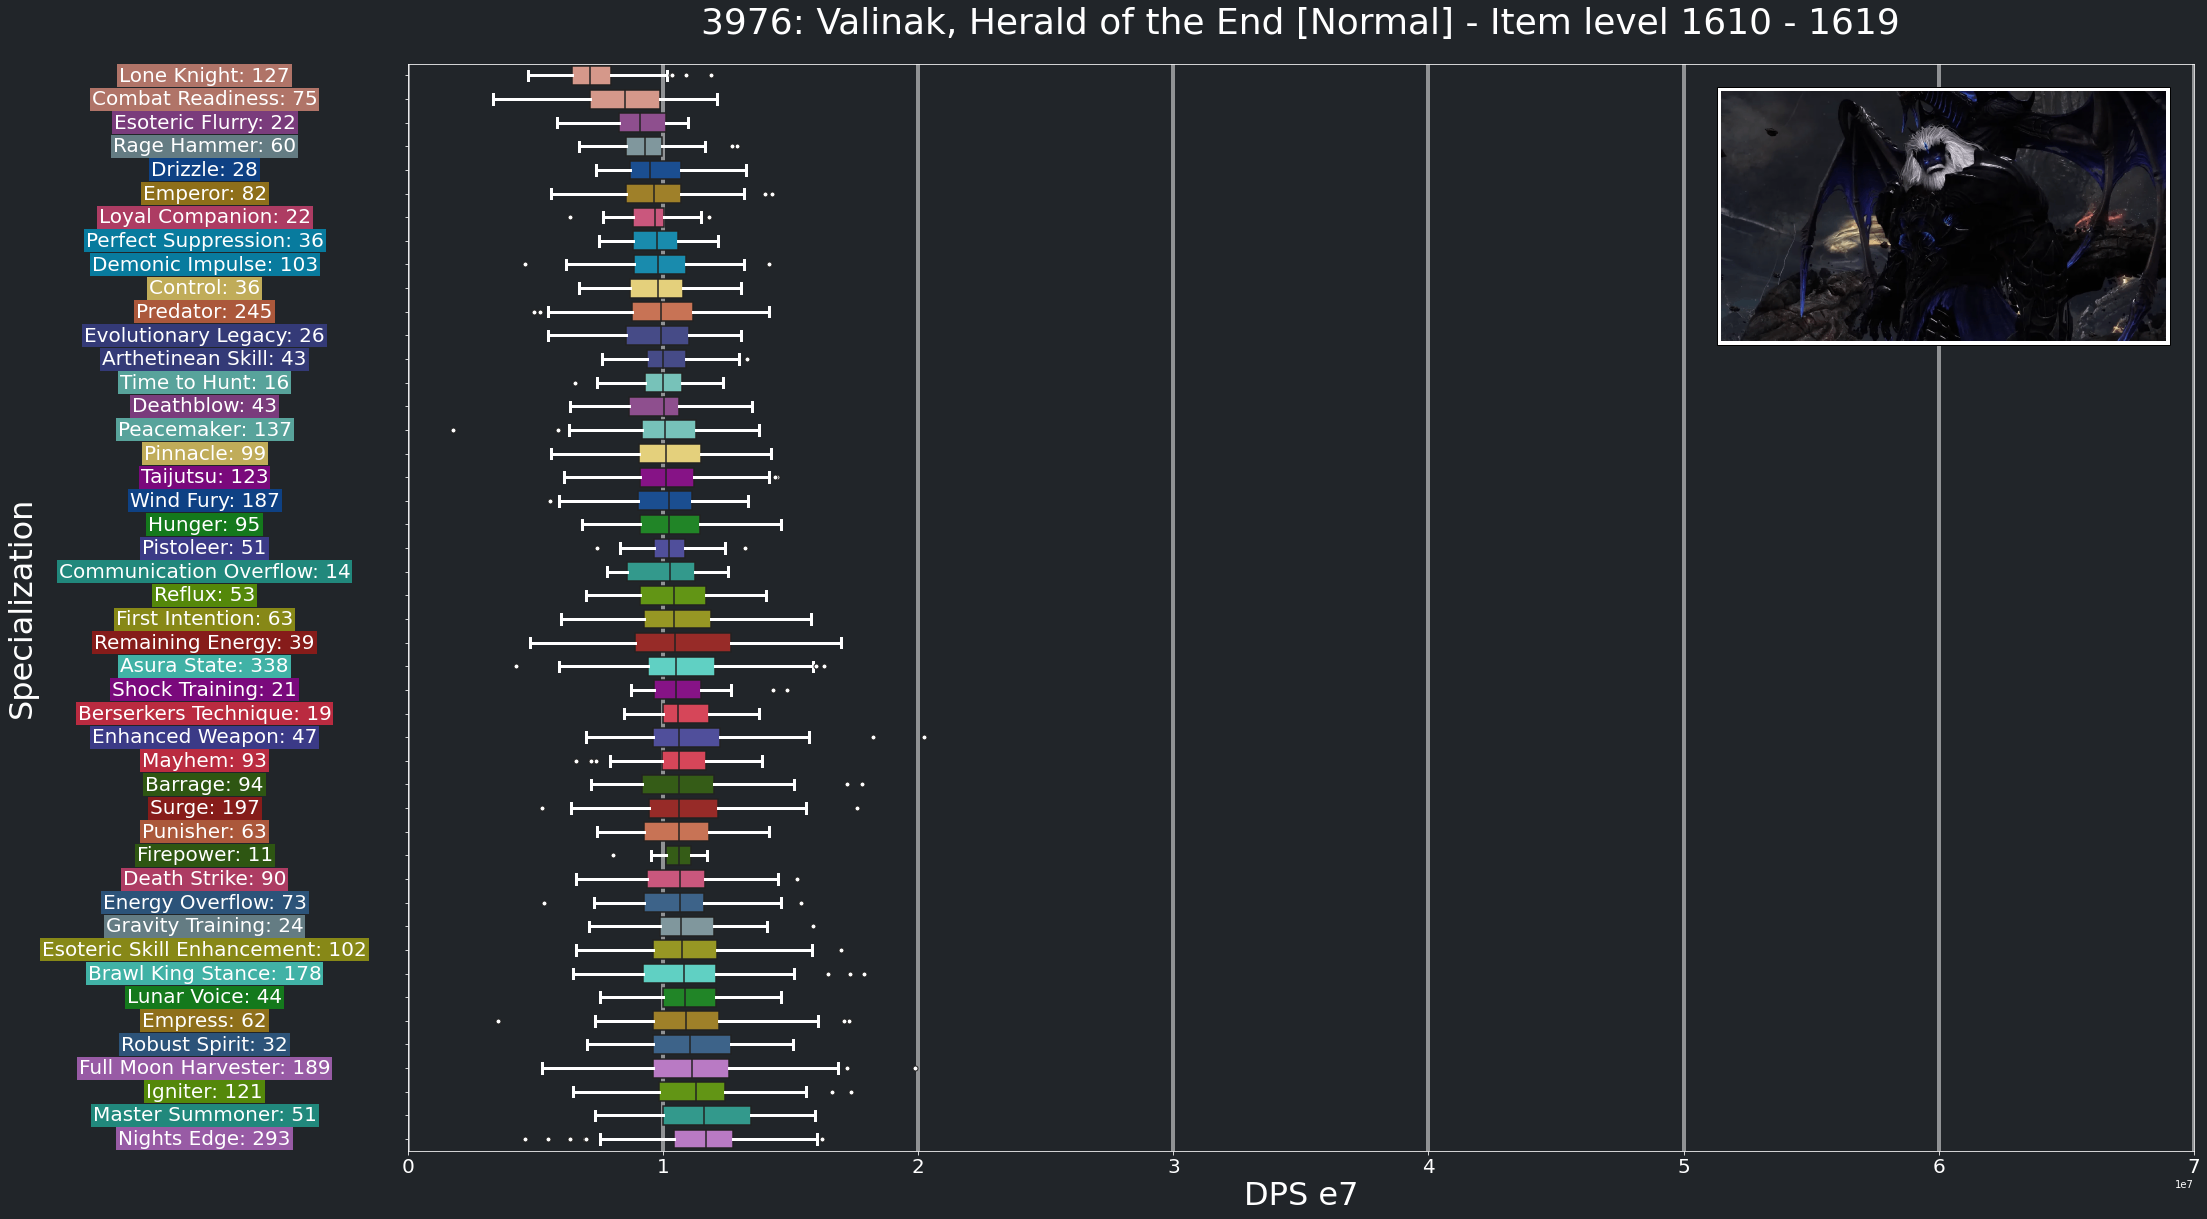 3976: Valinak, Herald of the End [Normal] - Item level 1610 - 1619
Specialization
Lone Knight: 127
Combat Readiness: 75
Esoteric Flurry: 22
Rage Hammer: 60
Drizzle: 28
Emperor: 82
Loyal Companion: 22
Perfect Suppression: 36
Demonic Impulse: 103
Control: 36
Predator: 245
Evolutionary Legacy: 26
Arthetinean Skill: 43
Time to Hunt: 16
Deathblow: 43
Peacemaker: 137
Pinnacle: 99
Taijutsu: 123
Wind Fury: 187
Hunger: 95
Pistoleer: 51
Communication Overflow: 14
Reflux: 53
First Intention: 63
Remaining Energy: 39
Asura State: 338
Shock Training: 21
Berserkers Technique: 19
Enhanced Weapon: 47
Mayhem: 93
Barrage: 94
Surge: 197
Punisher: 63
Firepower: 11
Death Strike: 90
Energy Overflow: 73
Gravity Training: 24
Esoteric Skill Enhancement: 102
Brawl King Stance: 178
Lunar Voice: 44
Empress: 62
Robust Spirit: 32
Full Moon Harvester: 189
Igniter: 121
Master Summoner: 51
Nights Edge: 293
0 1 2 3 4 5 6 7
1e7
DPS e7